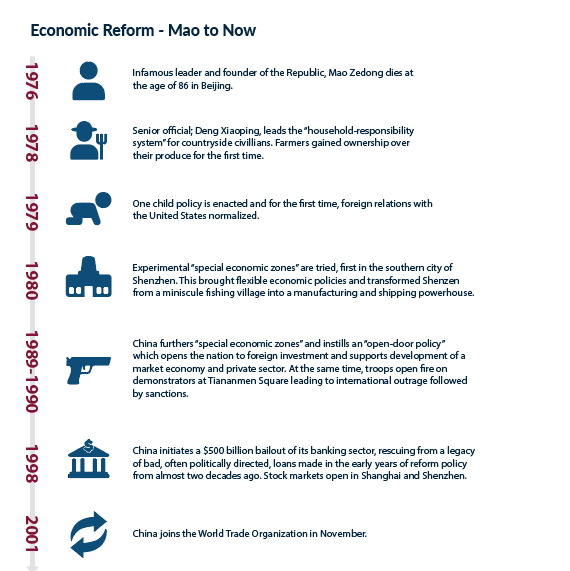 Economic Reform - Mao to Now
1976
Infamous leader and founder of the Republic, Mao Zedong dies at
the age of 86 in Beijing.
1978
Senior official; Deng Xiaoping, leads the "household-responsibility
system" for countryside civillians. Farmers gained ownership over
their produce for the first time.
1979
One child policy is enacted and for the first time, foreign relations with
the United States normalized.
1980
Experimental "special economic zones" are tried, first in the southern city of
Shenzhen. This brought flexible economic policies and transformed Shenzen
from a miniscule fishing village into a manufacturing and shipping powerhouse.
1989-1990
China furthers "special economic zones" and instills an "open-door policy"
which opens the nation to foreign investment and supports development of a
market economy and private sector. At the same time, troops open fire on
demonstrators at Tiananmen Square leading to international outrage followed
by sanctions.
1998
$
China initiates a $500 billion bailout of its banking sector, rescuing from a legacy
of bad, often politically directed, loans made in the early years of reform policy
from almost two decades ago. Stock markets open in Shanghai and Shenzhen.
2001
China joins the World Trade Organization in November.